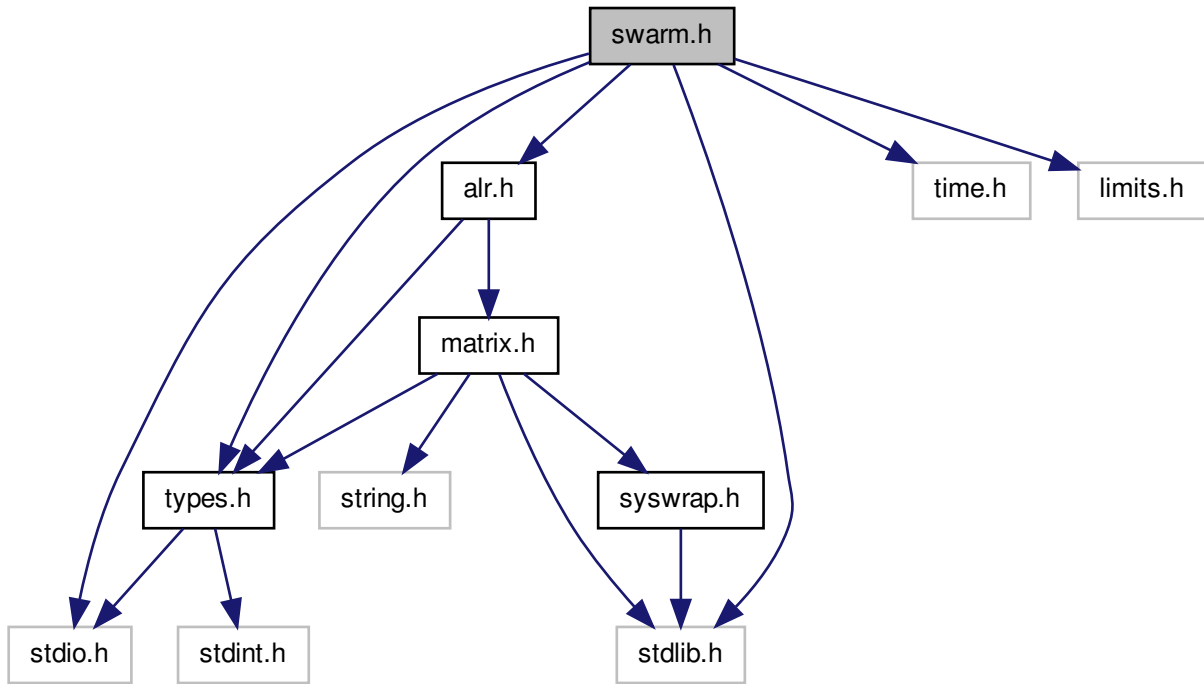 swarm.h
alr.h
time.h
limits.h
matrix.h
types.h
string.h
syswrap.h
stdio.h
stdint.h
stdlib.h